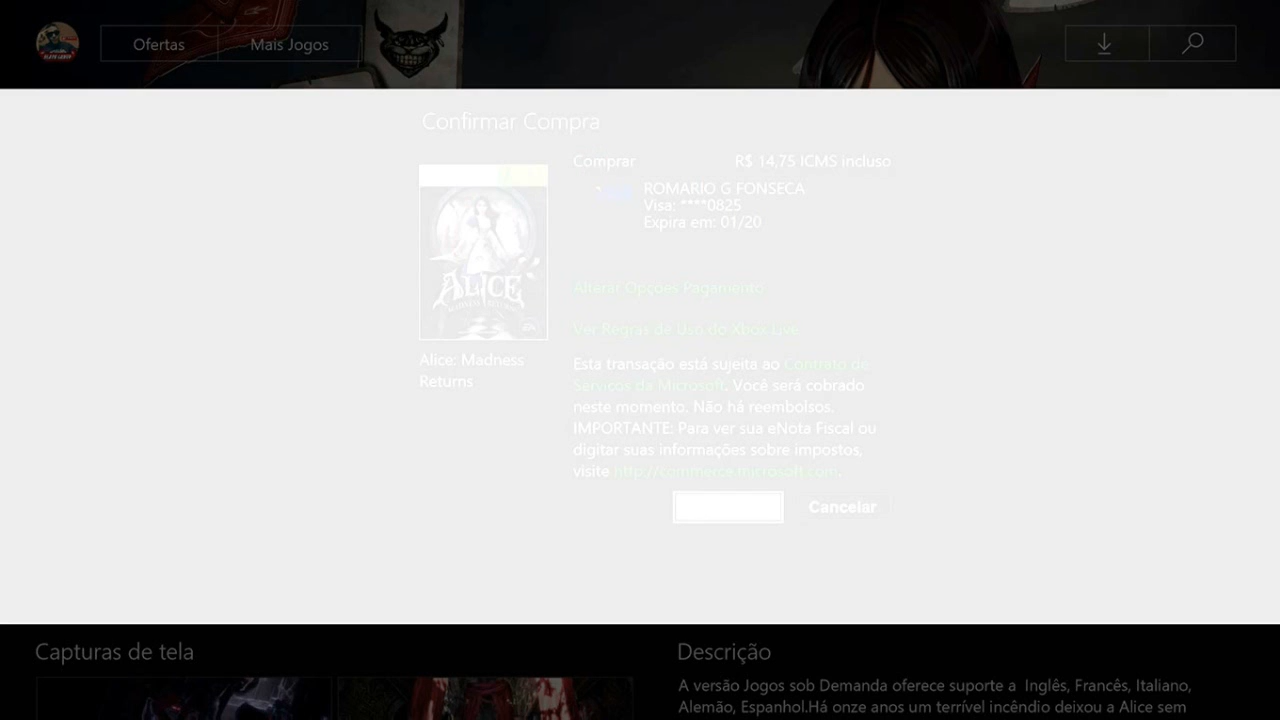 Ofertas
Mais Jogos
Confirmar Compra
Comprar
R$ 14,75 ICMS incluso
ROMARIO G FONSECA
Visa: ****0825
Expira em: 01/20
ALICE
Alice: Madness
Returns
Alterar Opções Pagamento
Ver Regras de Uso do Xbox Live
Esta transação está sujeita ao Contrato de
Serviços da Microsoft. Você será cobrado
neste momento. Não há reembolsos.
IMPORTANTE: Para ver sua eNota Fiscal ou
digitar suas informações sobre impostos,
visite http://commerce.microsoft.com.
Cancelar
Capturas de tela
Descrição
A versão Jogos sob Demanda oferece suporte a  Inglês, Francês, Italiano,
Alemão, Espanhol.Há onze anos um terrível incêndio deixou a Alice sem